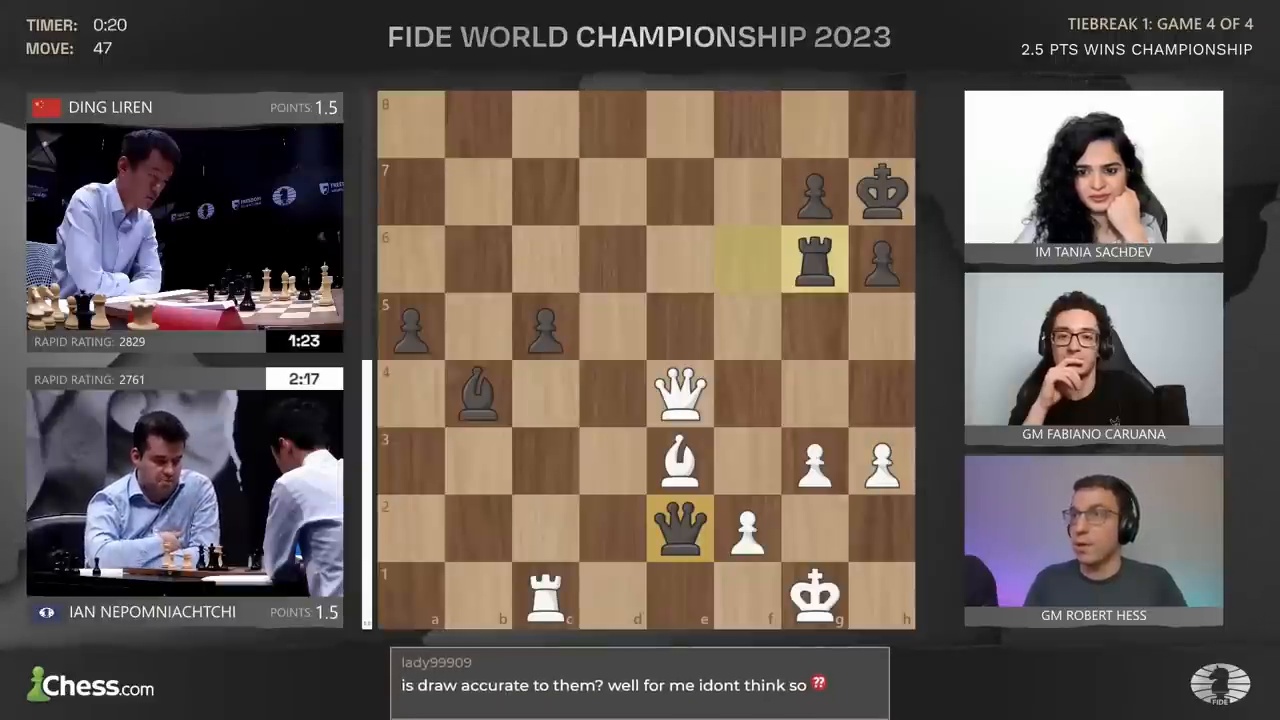 TIMER: 0:20
MOVE: 47
FIDE WORLD CHAMPIONSHIP 2023
TIEBREAK 1: GAME 4 OF 4
2.5 PTS WINS CHAMPIONSHIP
DING LIREN POINTS: 1.5
RAPID RATING: 2829 1:23
RAPID RATING: 2761 2:17
IAN NEPOMNIACHTCHI POINTS: 1.5
8
7
6
5
4
3
2
1
a b c d e f g h
IM TANIA SACHDEV
GM FABIANO CARUANA
GM ROBERT HESS
lady99909
is draw accurate to them? well for me idont think so ⁇
Chess.com
FIDE